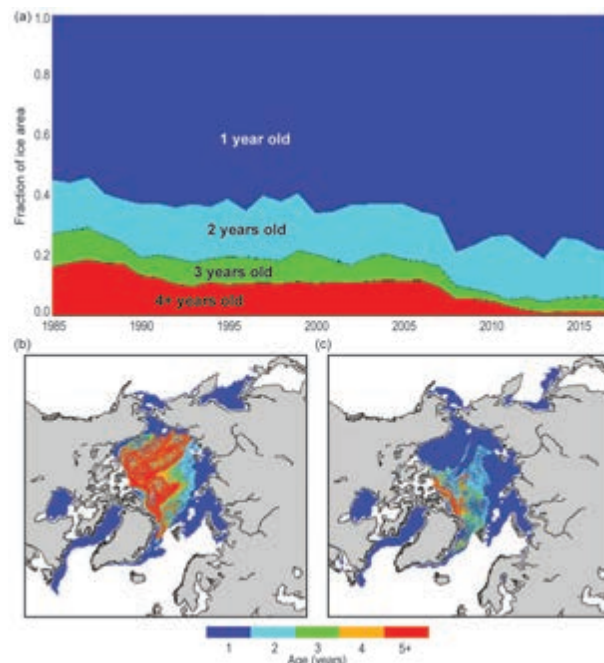 (a)
1.0
0.8
0.6
0.4
0.2
0.0
Fraction of ice area
1 year old
2 years old
3 years old
4+ years old
1985 1990 1995 2000 2005 2010 2015
(b)
(c)
1 2 3 4 5+
Age (years)